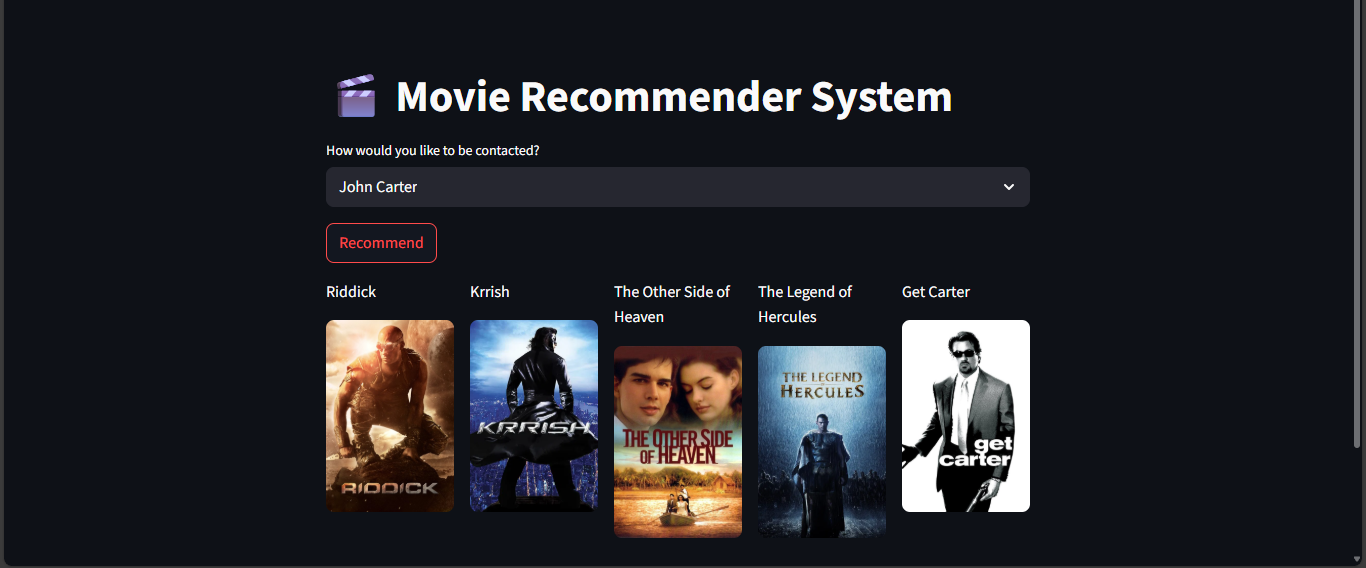 Movie Recommender System
How would you like to be contacted?
John Carter
Recommend
Riddick
Krrish
The Other Side of
Heaven
The Legend of
Hercules
Get Carter
RIDDICK
KRRISH
THE OTHER SIDE
OF HEAVEN
THE LEGEND
OF
HERCULES
get
carter